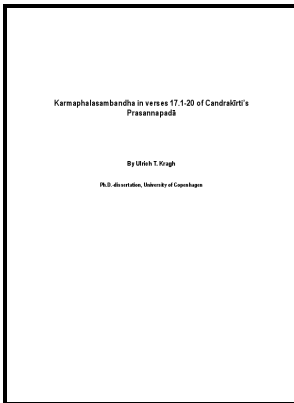 Karmaphalasambandha in verses 17.1-20 of Candrakīrti's
Prasannapadā
By Ulrich T. Kragh
Ph.D.-dissertation, University of Copenhagen